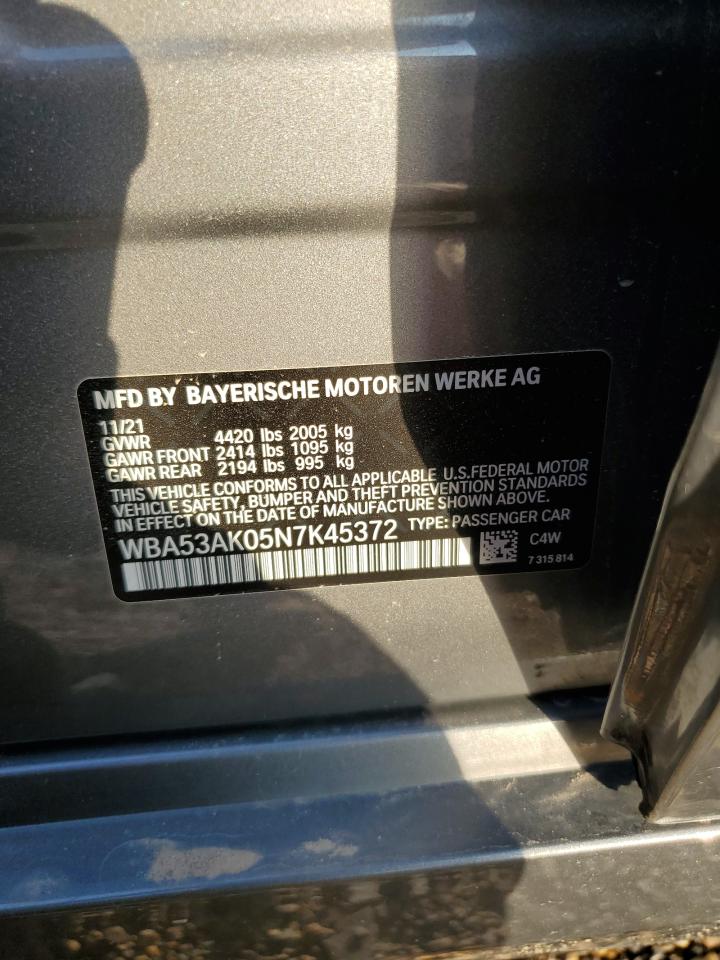 MFD BY BAYERISCHE MOTOREN WERKE AG
11/21
GVWR 4420 lbs 2005 kg
GAWR FRONT 2414 lbs 1095 kg
GAWR REAR 2194 lbs 995 kg
THIS VEHICLE CONFORMS TO ALL APPLICABLE U.S.FEDERAL MOTOR
VEHICLE SAFETY, BUMPER AND THEFT PREVENTION STANDARDS
IN EFFECT ON THE DATE OF MANUFACTURE SHOWN ABOVE.
WBA53AK05N7K45372 TYPE: PASSENGER CAR
C4W
7 315 814